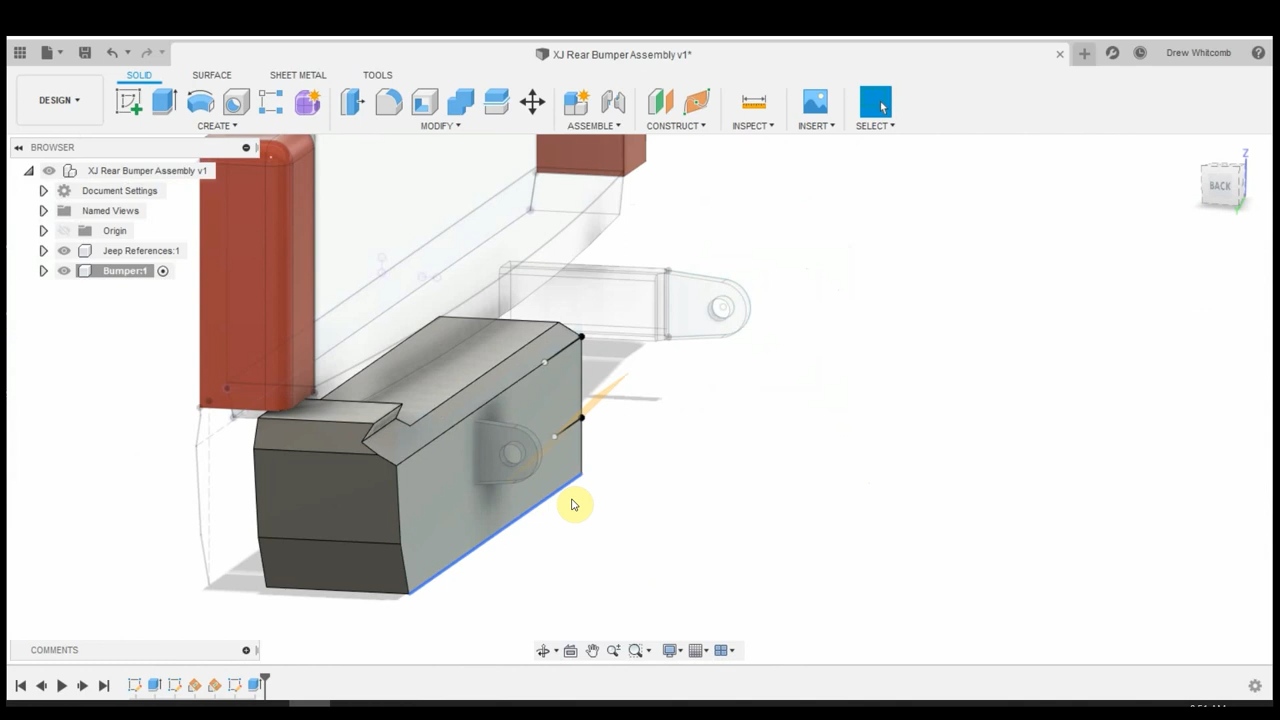 XJ Rear Bumper Assembly v1*
Drew Whitcomb
SOLID SURFACE SHEET METAL TOOLS
DESIGN
CREATE MODIFY ASSEMBLE CONSTRUCT INSPECT INSERT SELECT
BROWSER
XJ Rear Bumper Assembly v1
Document Settings
Named Views
Origin
Jeep References:1
Bumper:1
Z
BACK
COMMENTS